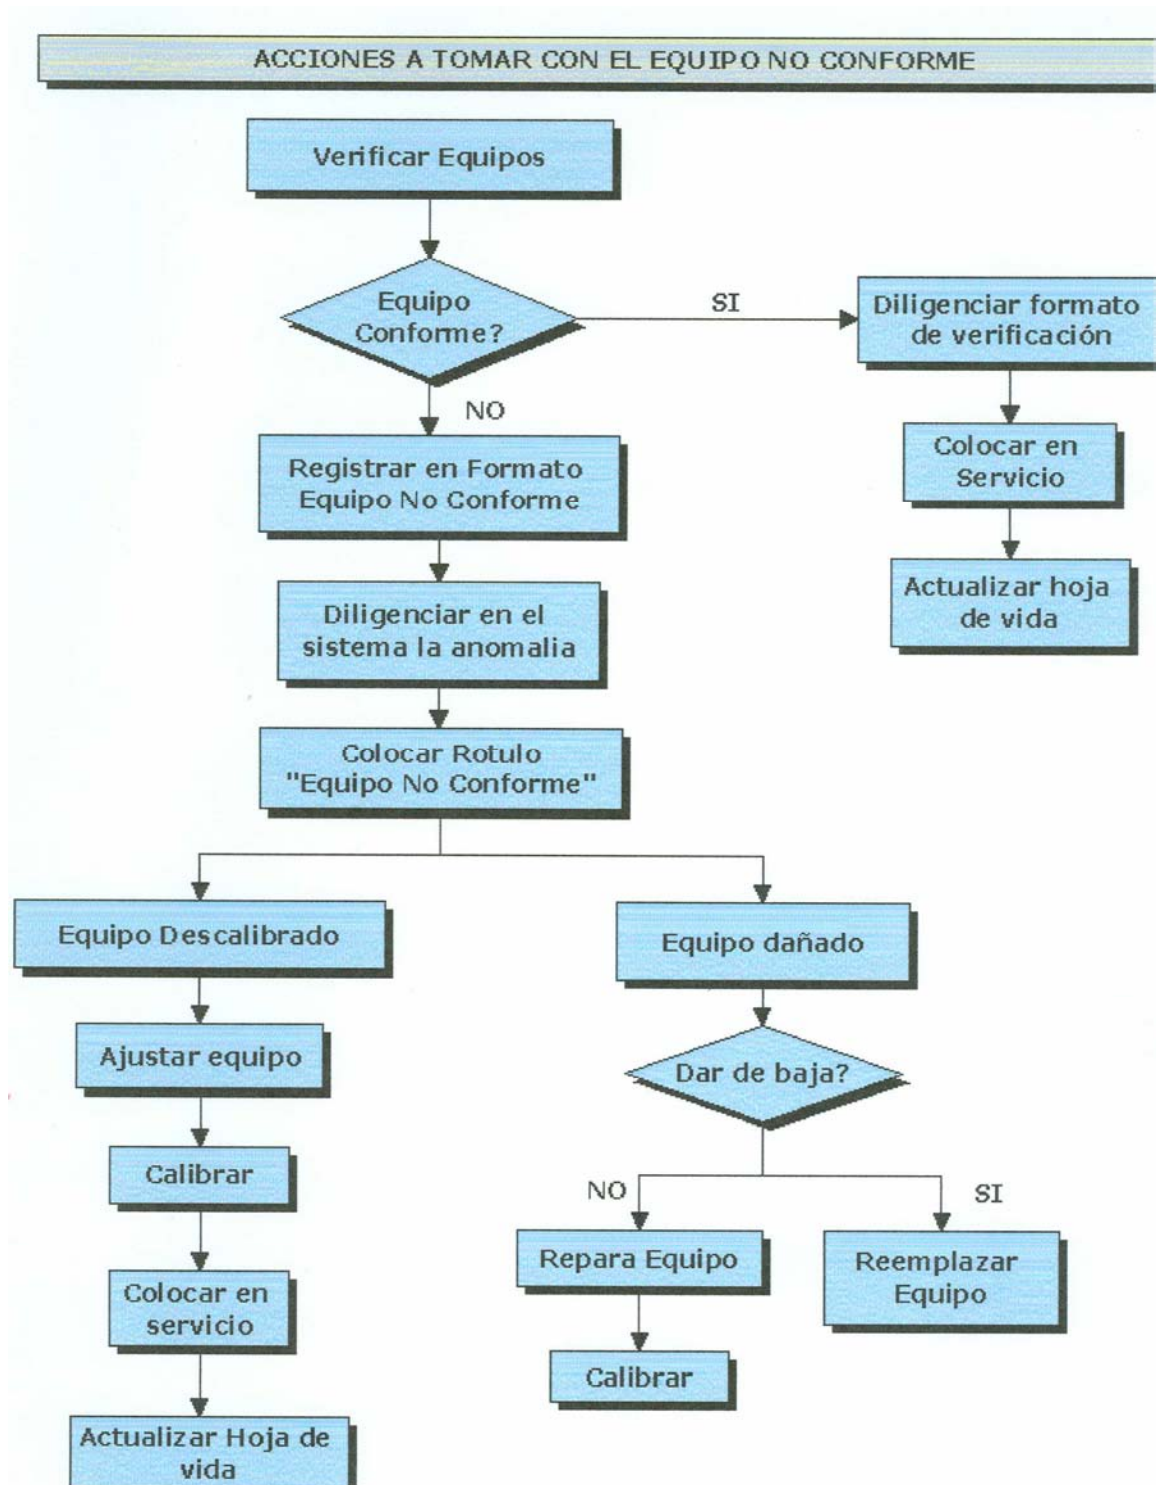 ACCIONES A TOMAR CON EL EQUIPO NO CONFORME
Verificar Equipos
Equipo
Conforme?
SI
Diligenciar formato
de verificación
NO
Colocar en
Servicio
Registrar en Formato
Equipo No Conforme
Actualizar hoja
de vida
Diligenciar en el
sistema la anomalia
Colocar Rotulo
"Equipo No Conforme"
Equipo Descalibrado
Equipo dañado
Ajustar equipo
Dar de baja?
Calibrar
NO
SI
Repara Equipo
Reemplazar
Equipo
Colocar en
servicio
Calibrar
Actualizar Hoja de
vida